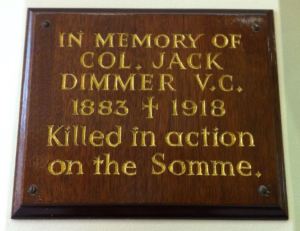 IN MEMORY OF
COL. JACK
DIMMER V.C.
1883 ✝ 1918
Killed in action
on the Somme.